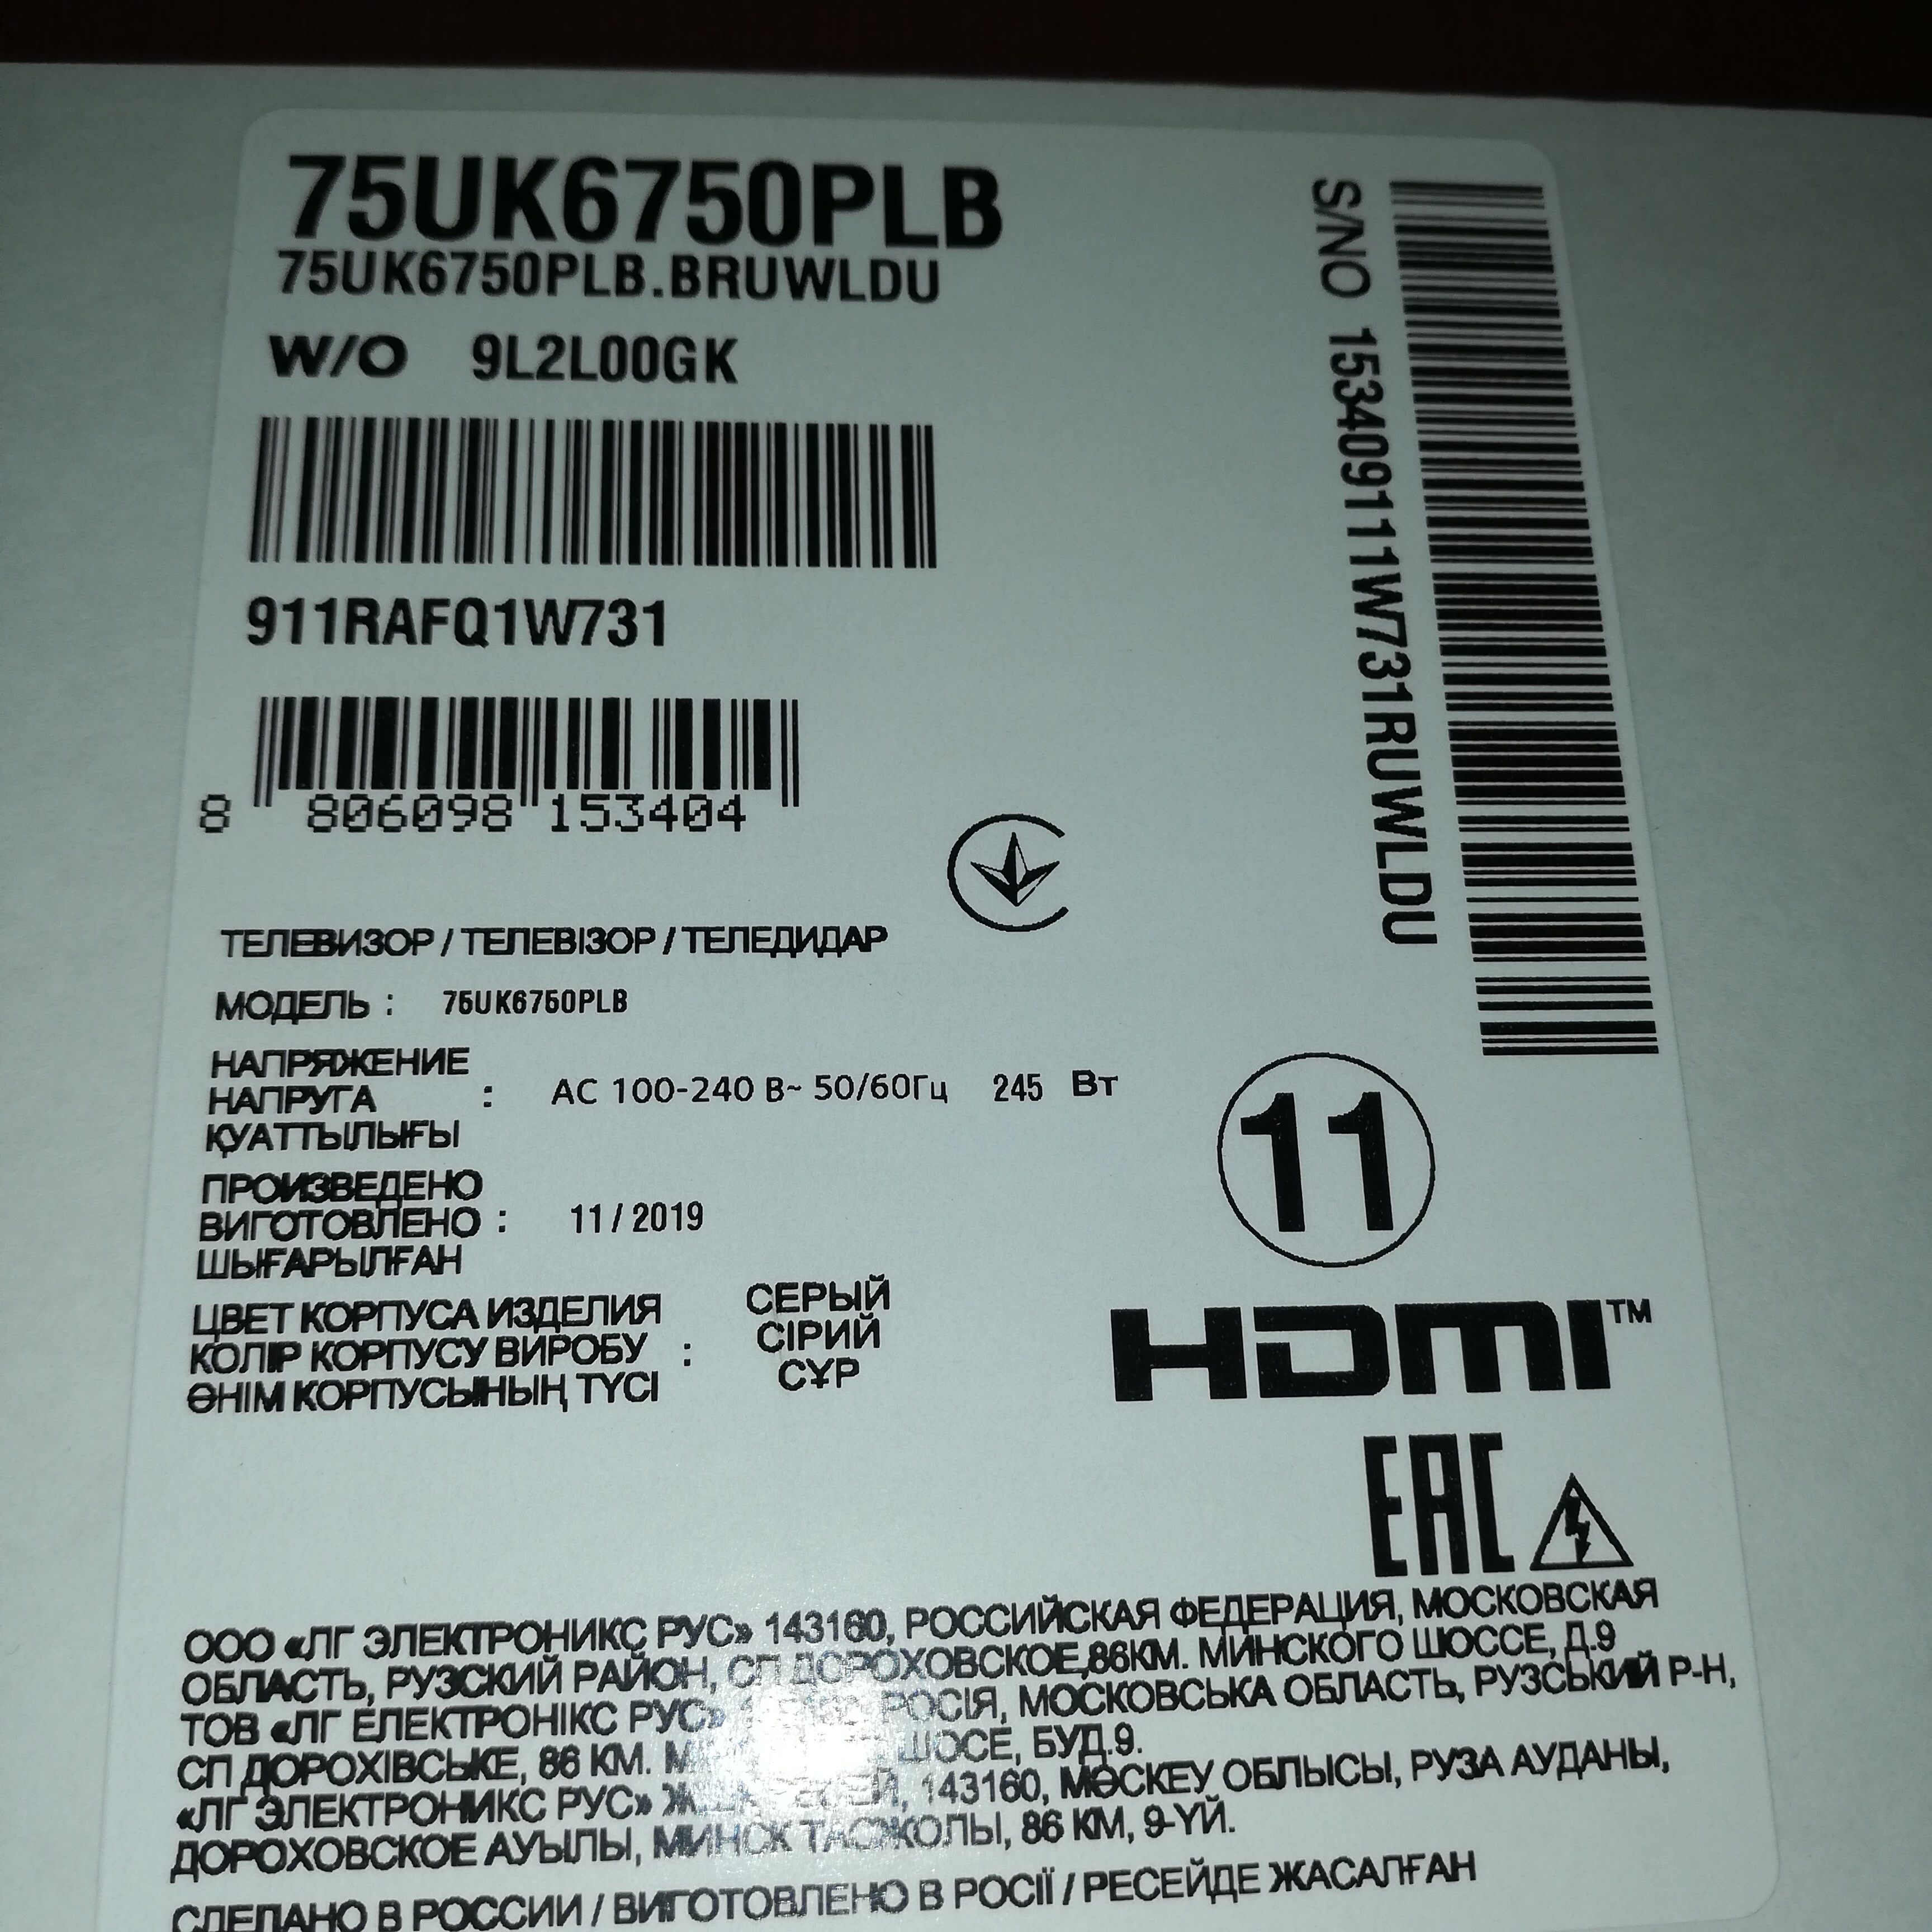 75UK6750PLB
75UK6750PLB.BRUWLDU
W/O 9L2L00GK
911RAFQ1W731
8 806098 153404
S/NO 153409111W731RUWLDU
ТЕЛЕВИЗОР / ТЕЛЕВІЗОР / ТЕЛЕДИДАР
МОДЕЛЬ : 75UK6750PLB
НАПРЯЖЕНИЕ
НАПРУГА : AC 100-240 В~ 50/60Гц 245 Вт
ҚУАТТЫЛЫҒЫ
11
ПРОИЗВЕДЕНО
ВИГОТОВЛЕНО : 11 / 2019
ШЫҒАРЫЛҒАН
ЦВЕТ КОРПУСА ИЗДЕЛИЯ СЕРЫЙ
КОЛІР КОРПУСУ ВИРОБУ : СІРИЙ
ӨНІМ КОРПУСЫНЫҢ ТҮСІ СҰР
HDMI™
EAC
ООО «ЛГ ЭЛЕКТРОНИКС РУС» 143160, РОССИЙСКАЯ ФЕДЕРАЦИЯ, МОСКОВСКАЯ
ОБЛАСТЬ, РУЗСКИЙ РАЙОН, СП ДОРОХОВСКОЕ,86КМ. МИНСКОГО ШОССЕ, Д.9
ТОВ «ЛГ ЕЛЕКТРОНІКС РУС» РОСІЯ, МОСКОВСЬКА ОБЛАСТЬ, РУЗСЬКИЙ Р-Н,
СП ДОРОХІВСЬКЕ, 86 КМ. ШОСЕ, БУД.9.
«ЛГ ЭЛЕКТРОНИКС РУС» 143160, МӘСКЕУ ОБЛЫСЫ, РУЗА АУДАНЫ,
ДОРОХОВСКОЕ АУЫЛЫ, МИНСК ТАСЖОЛЫ, 86 КМ, 9-ҮЙ.
СДЕЛАНО В РОССИИ / ВИГОТОВЛЕНО В РОСІЇ / РЕСЕЙДЕ ЖАСАЛҒАН